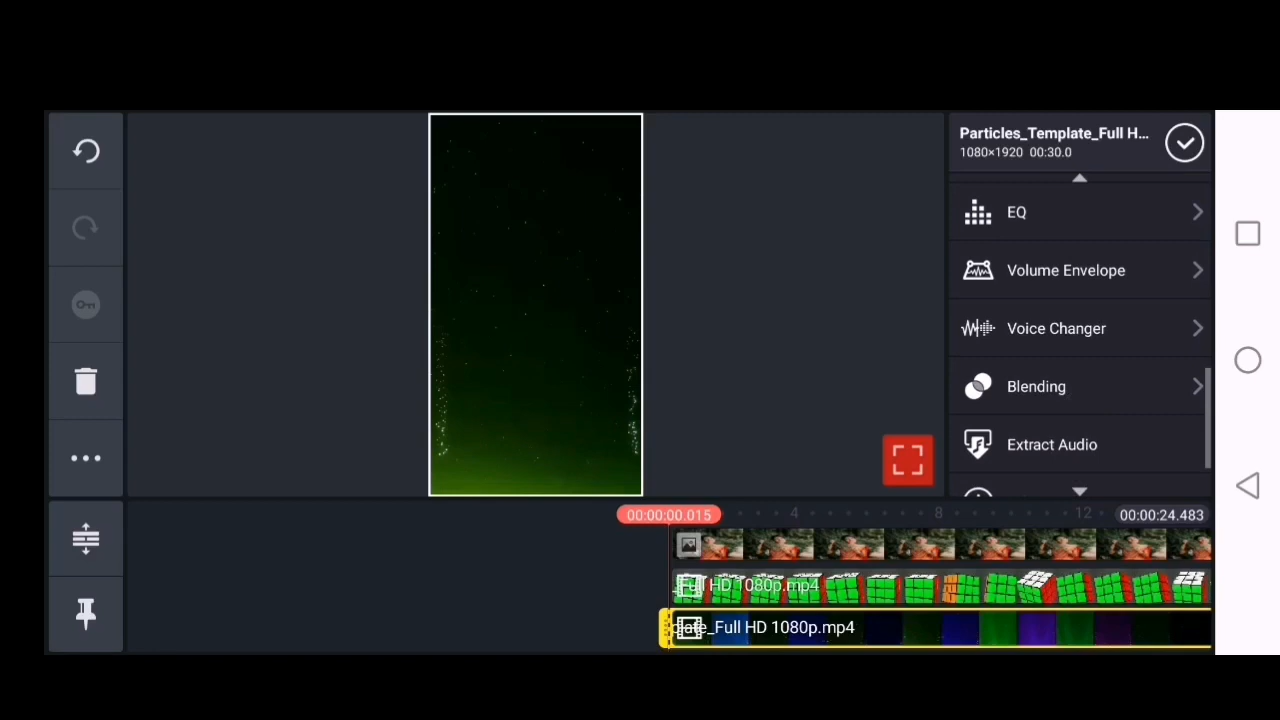 Particles_Template_Full H...
1080×1920 00:30.0
EQ
Volume Envelope
Voice Changer
Blending
Extract Audio
00:00:00.015
4
8
12
00:00:24.483
Full HD 1080p.mp4
plate_Full HD 1080p.mp4